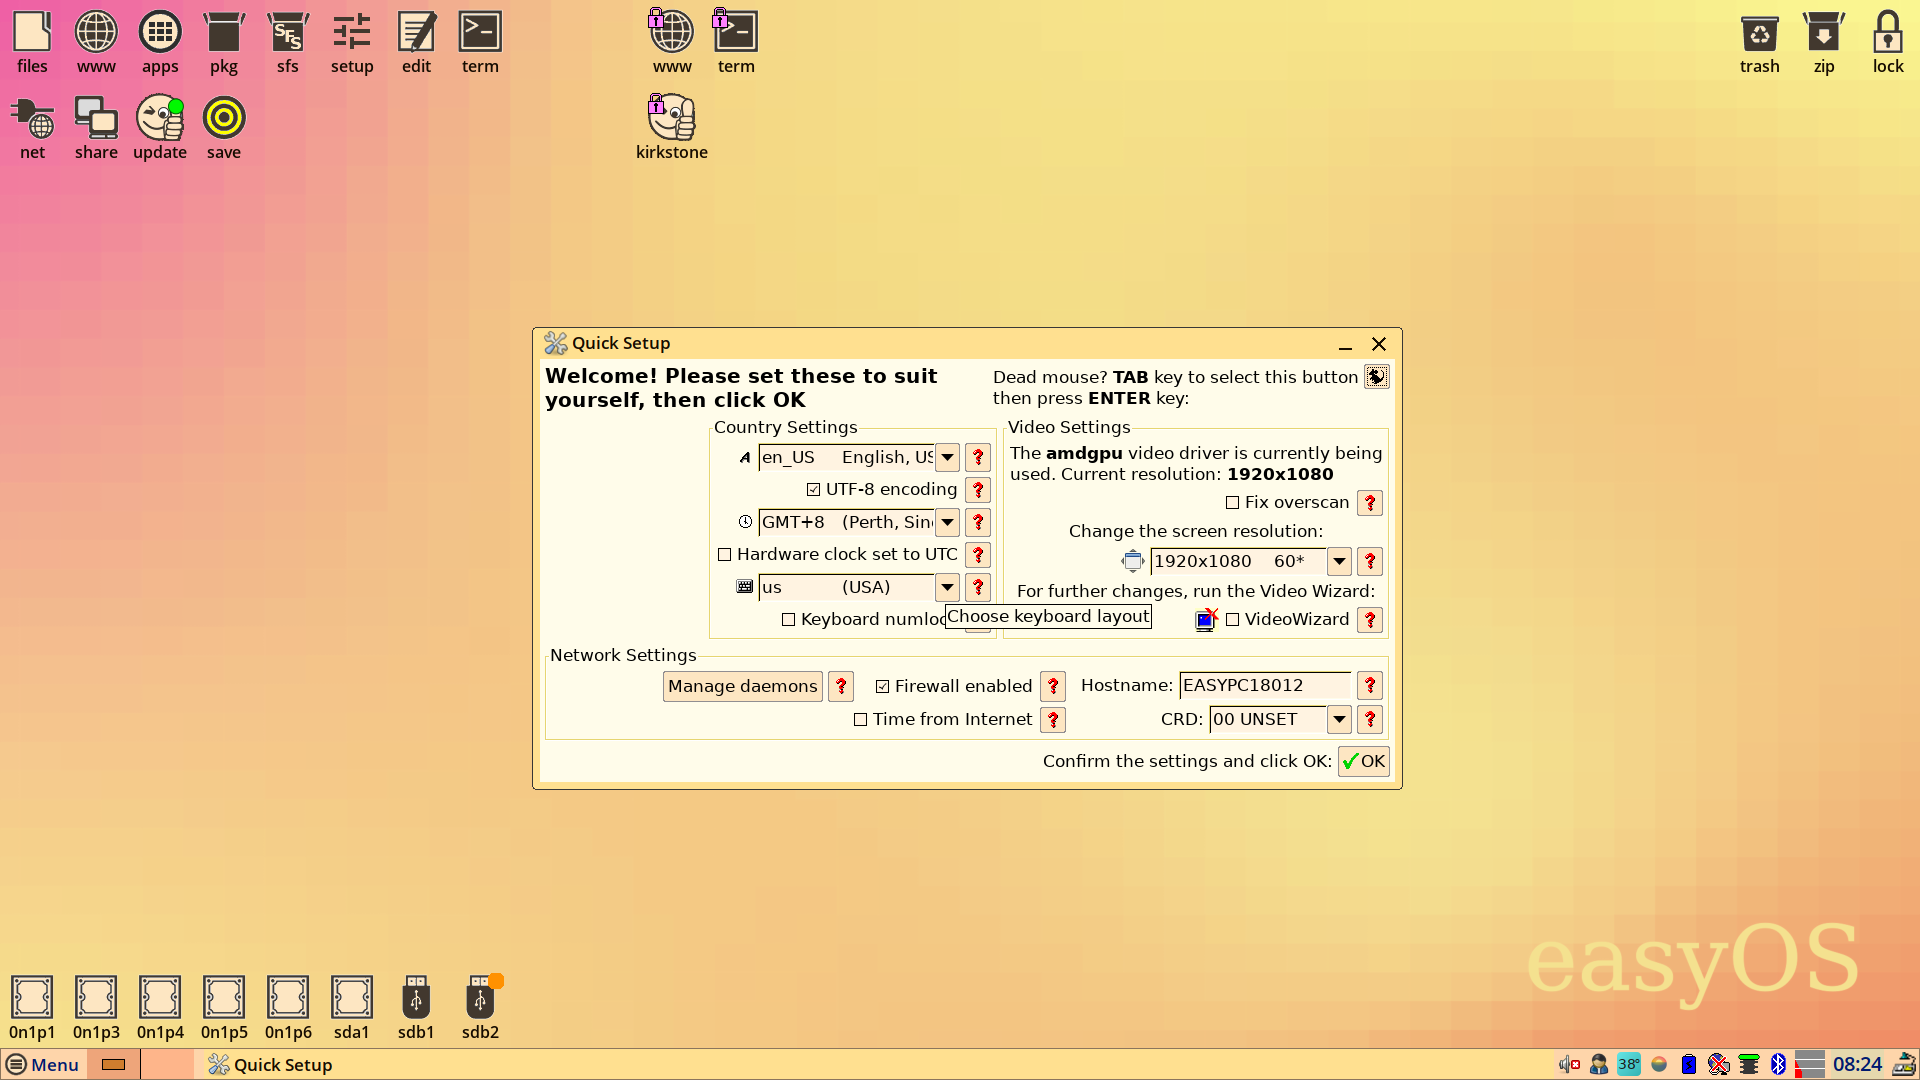 files www apps pkg sfs setup edit term www term trash zip lock
SFS
net share update save kirkstone
Quick Setup
Welcome! Please set these to suit
yourself, then click OK
Dead mouse? TAB key to select this button
then press ENTER key:
Country Settings
en_US English, US
UTF-8 encoding
GMT+8 (Perth, Sin
Hardware clock set to UTC
us (USA)
Keyboard numloc
Choose keyboard layout
Video Settings
The amdgpu video driver is currently being
used. Current resolution: 1920x1080
Fix overscan
Change the screen resolution:
1920x1080 60*
For further changes, run the Video Wizard:
VideoWizard
Network Settings
Manage daemons ? Firewall enabled ? Hostname: EASYPC18012 ?
Time from Internet ? CRD: 00 UNSET ?
Confirm the settings and click OK: OK
easyOS
0n1p1 0n1p3 0n1p4 0n1p5 0n1p6 sda1 sdb1 sdb2
Menu Quick Setup 38° 08:24